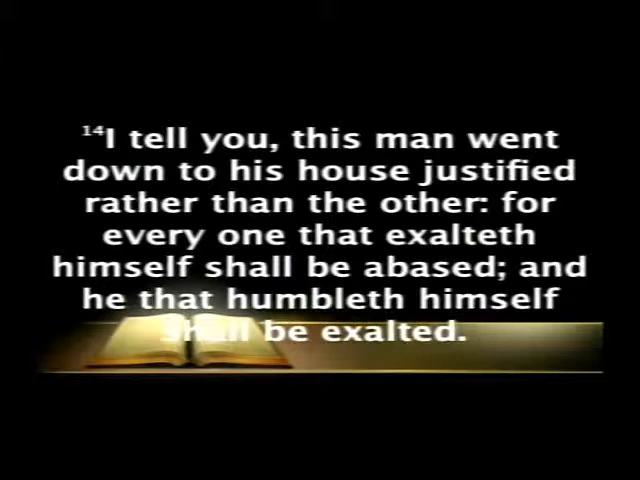 14I tell you, this man went
down to his house justified
rather than the other: for
every one that exalteth
himself shall be abased; and
he that humbleth himself
shall be exalted.